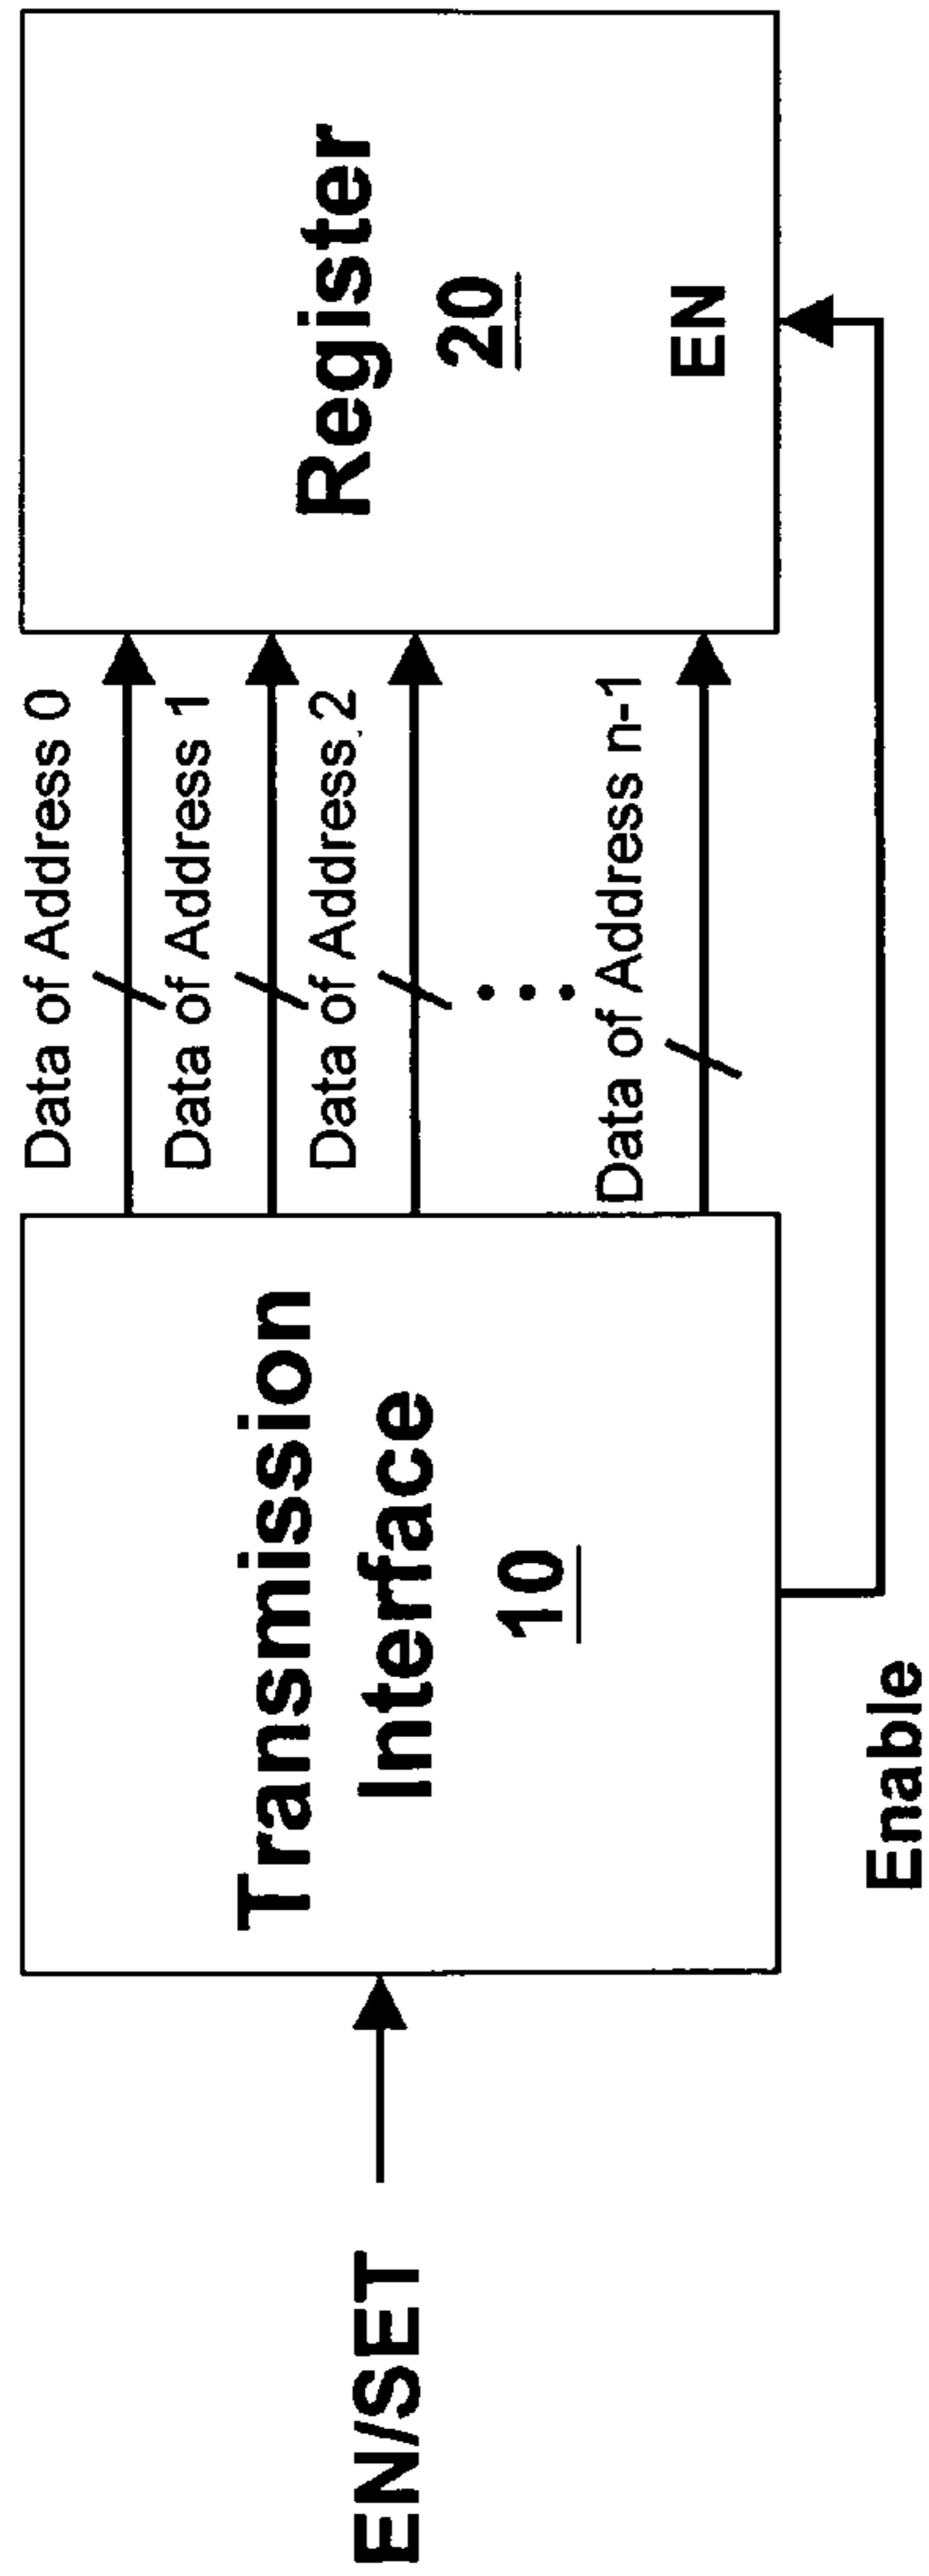 EN/SET
Transmission
Interface
10
Enable
Data of Address 0
Data of Address 1
Data of Address 2
Data of Address n-1
Register
20
EN